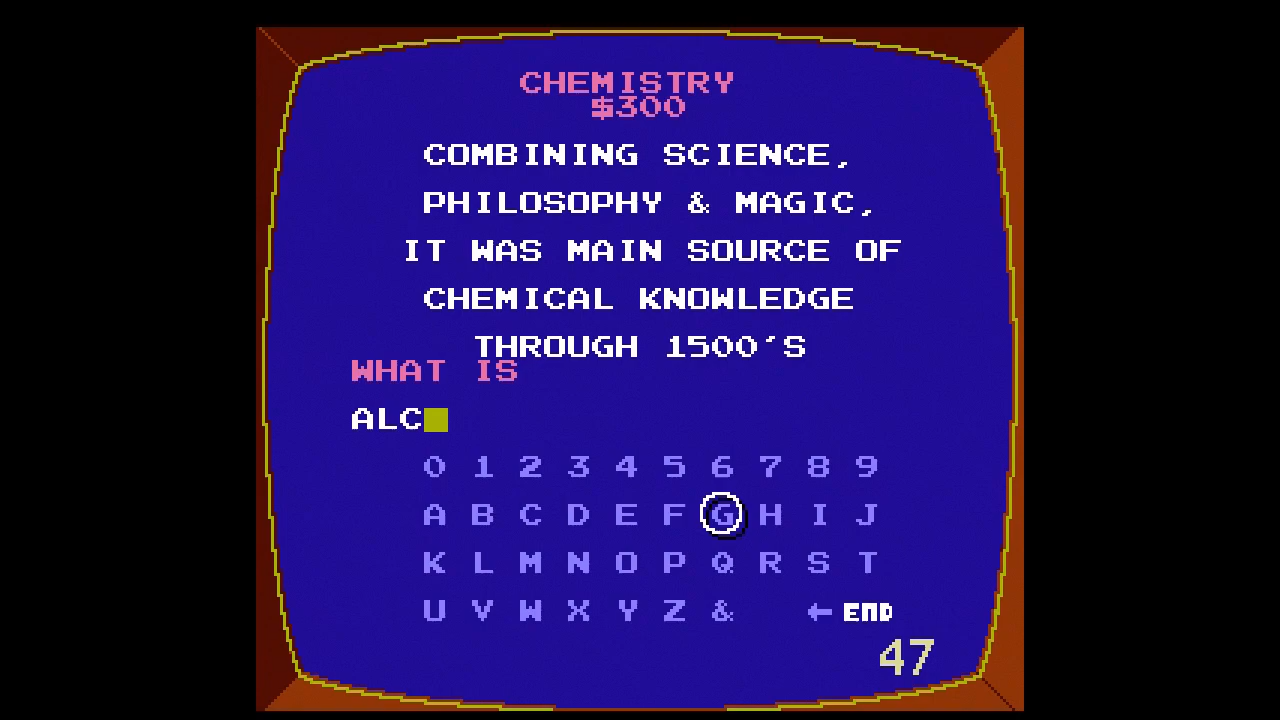 CHEMISTRY
$300
COMBINING SCIENCE,
PHILOSOPHY & MAGIC,
IT WAS MAIN SOURCE OF
CHEMICAL KNOWLEDGE
THROUGH 1500'S
WHAT IS
ALC
0 1 2 3 4 5 6 7 8 9
A B C D E F G H I J
K L M N O P Q R S T
U V W X Y Z & ← END
47